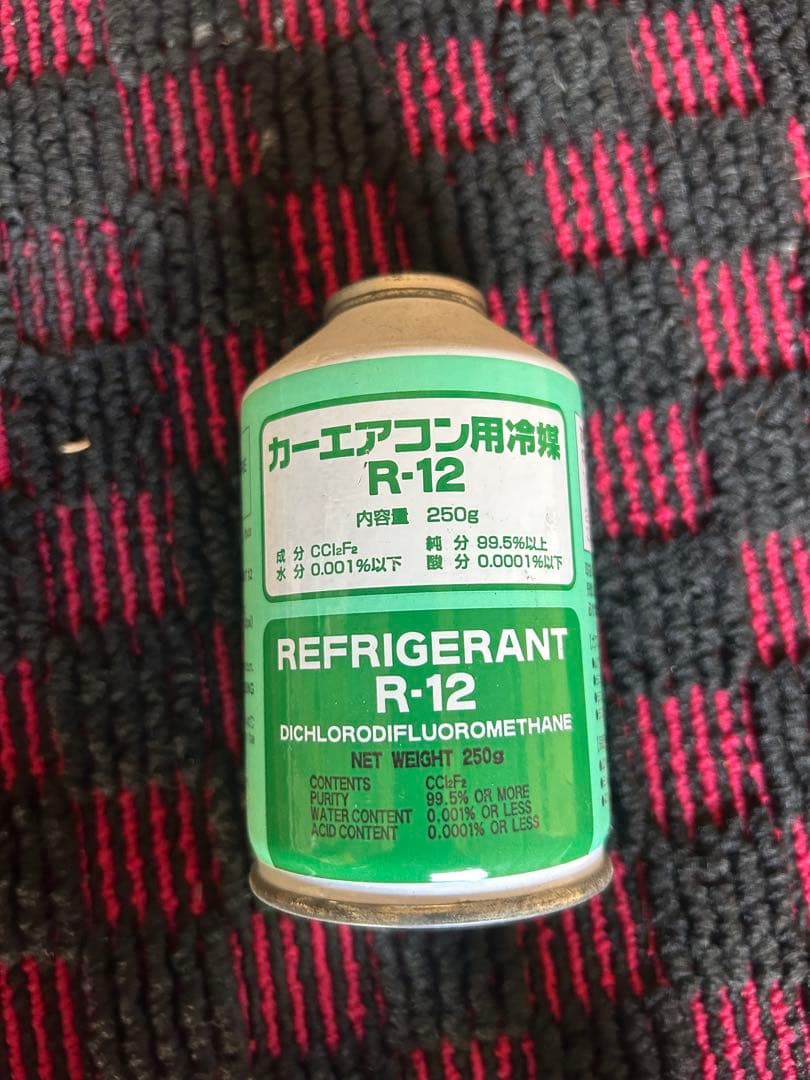 カーエアコン用冷媒
R-12
内容量 250g
成分 CCl₂F₂ 純分 99.5%以上
水分 0.001%以下 酸分 0.0001%以下
REFRIGERANT
R-12
DICHLORODIFLUOROMETHANE
NET WEIGHT 250g
CONTENTS CCl₂F₂
PURITY 99.5% OR MORE
WATER CONTENT 0.001% OR LESS
ACID CONTENT 0.0001% OR LESS